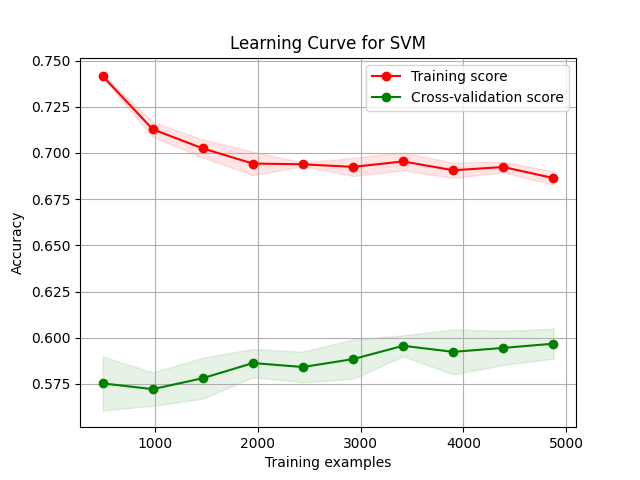 Learning Curve for SVM
Training score
Cross-validation score
Accuracy
0.750
0.725
0.700
0.675
0.650
0.625
0.600
0.575
1000 2000 3000 4000 5000
Training examples